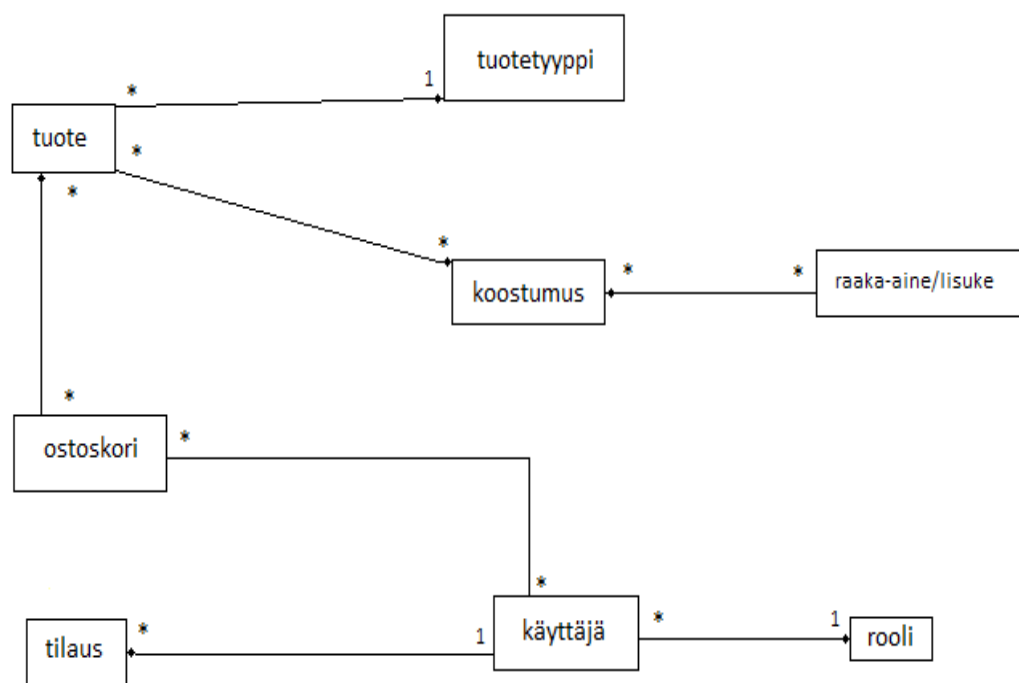 tuotetyyppi
1
*
tuote
*
*
*
koostumus
*
*
raaka-aine/lisuke
*
ostoskori
*
*
tilaus
*
1
käyttäjä
*
1
rooli